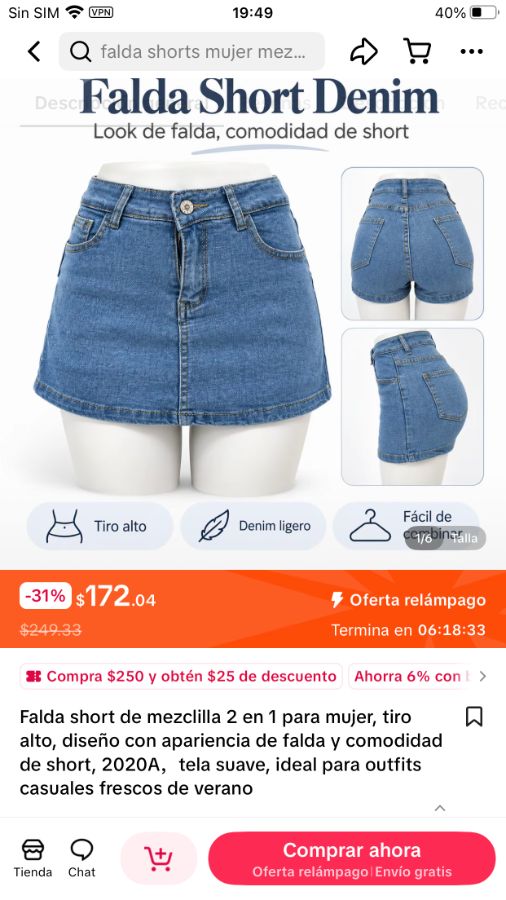 Sin SIM VPN 19:49 40%
falda shorts mujer mez...
Falda Short Denim
Look de falda, comodidad de short
Tiro alto
Denim ligero
Fácil de
combinar
1/6 Talla
-31% $172.04
$249.33
Oferta relámpago
Termina en 06:18:33
Compra $250 y obtén $25 de descuento
Ahorra 6% con
Falda short de mezclilla 2 en 1 para mujer, tiro
alto, diseño con apariencia de falda y comodidad
de short, 2020A, tela suave, ideal para outfits
casuales frescos de verano
Tienda
Chat
Comprar ahora
Oferta relámpago|Envío gratis